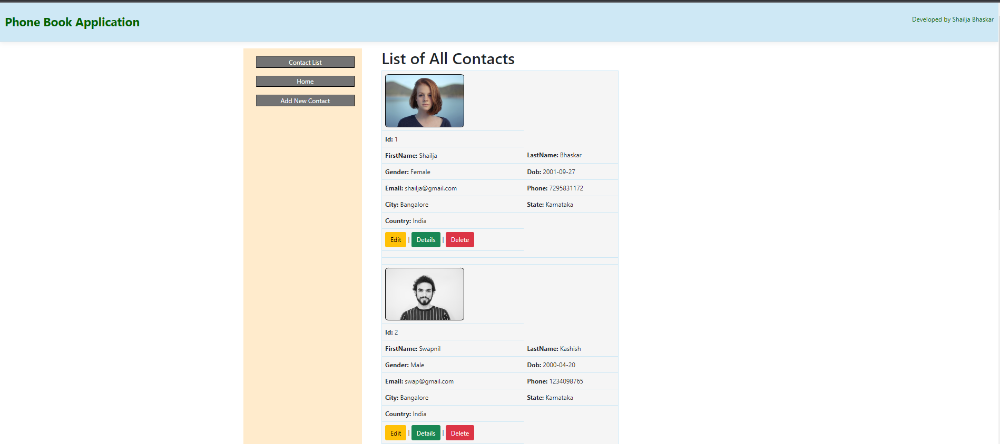 Phone Book Application
Developed by Shailja Bhaskar
Contact List
Home
Add New Contact
List of All Contacts
Id: 1
FirstName: Shailja LastName: Bhaskar
Gender: Female Dob: 2001-09-27
Email: shailja@gmail.com Phone: 7295831172
City: Bangalore State: Karnataka
Country: India
Edit | Details | Delete
Id: 2
FirstName: Swapnil LastName: Kashish
Gender: Male Dob: 2000-04-20
Email: swap@gmail.com Phone: 1234098765
City: Bangalore State: Karnataka
Country: India
Edit | Details | Delete